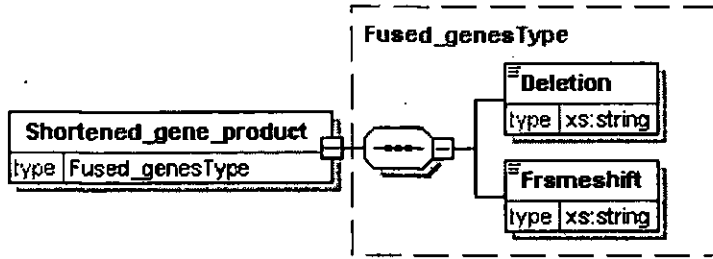 Fused_genesType
Deletion
type xs:string
Shortened_gene_product
type Fused_genesType
Frsmeshift
type xs:string